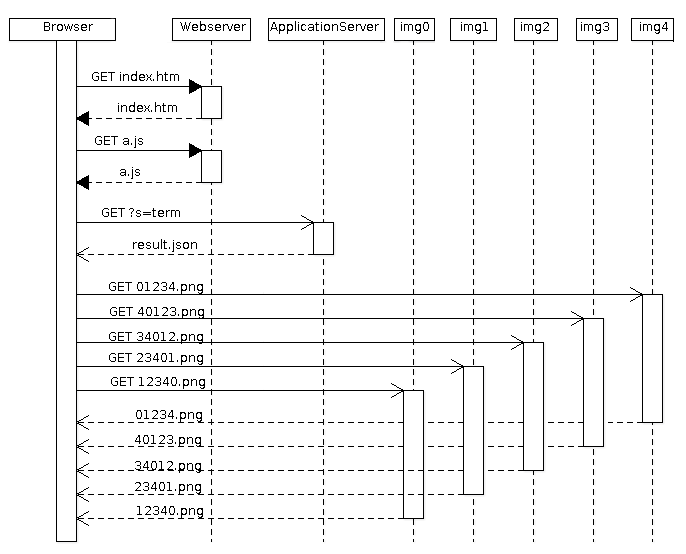 Browser Webserver ApplicationServer img0 img1 img2 img3 img4
GET index.htm
index.htm
GET a.js
a.js
GET ?s=term
result.json
GET 01234.png
GET 40123.png
GET 34012.png
GET 23401.png
GET 12340.png
01234.png
40123.png
34012.png
23401.png
12340.png